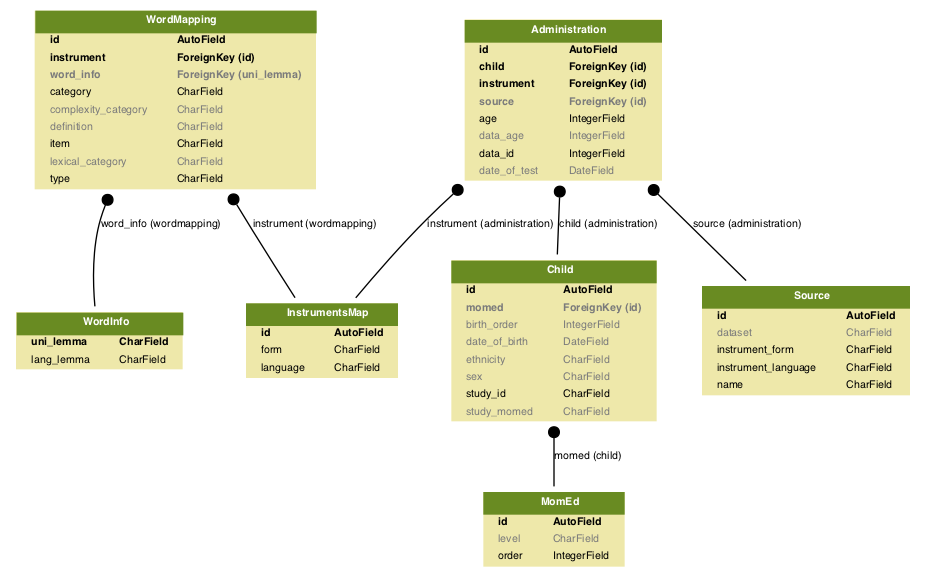 WordMapping
id AutoField
instrument ForeignKey (id)
word_info ForeignKey (uni_lemma)
category CharField
complexity_category CharField
definition CharField
item CharField
lexical_category CharField
type CharField
Administration
id AutoField
child ForeignKey (id)
instrument ForeignKey (id)
source ForeignKey (id)
age IntegerField
data_age IntegerField
data_id IntegerField
date_of_test DateField
word_info (wordmapping)
instrument (wordmapping)
instrument (administration)
child (administration)
source (administration)
WordInfo
uni_lemma CharField
lang_lemma CharField
InstrumentsMap
id AutoField
form CharField
language CharField
Child
id AutoField
momed ForeignKey (id)
birth_order IntegerField
date_of_birth DateField
ethnicity CharField
sex CharField
study_id CharField
study_momed CharField
Source
id AutoField
dataset CharField
instrument_form CharField
instrument_language CharField
name CharField
momed (child)
MomEd
id AutoField
level CharField
order IntegerField